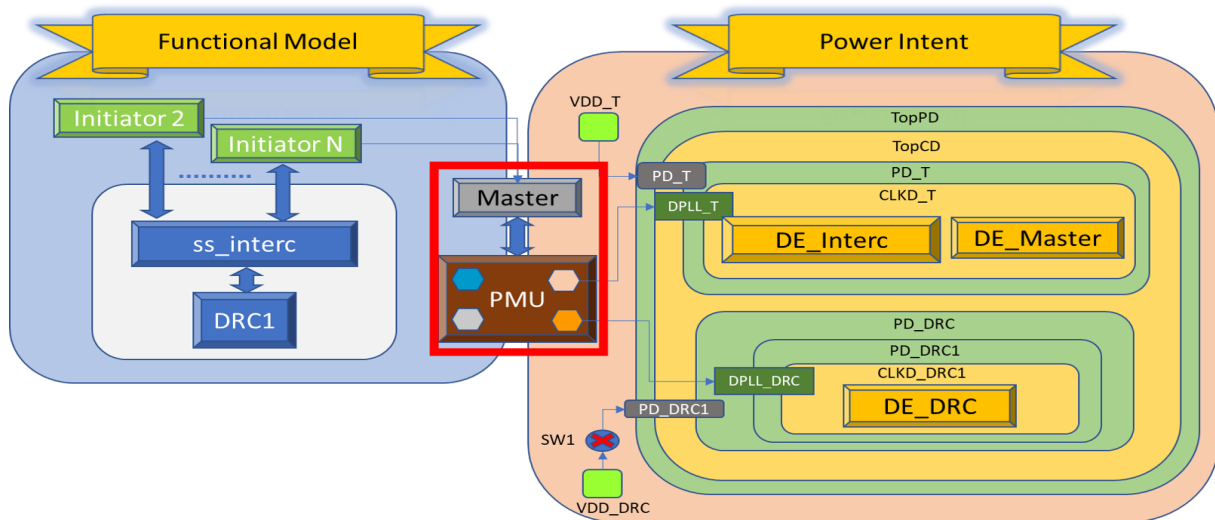 Functional Model
Power Intent
Initiator 2
Initiator N
ss_interc
DRC1
Master
PMU
VDD_T
TopPD
TopCD
PD_T
PD_T
CLKD_T
DPLL_T
DE_Interc
DE_Master
PD_DRC
PD_DRC1
CLKD_DRC1
DPLL_DRC
DE_DRC
PD_DRC1
SW1
VDD_DRC